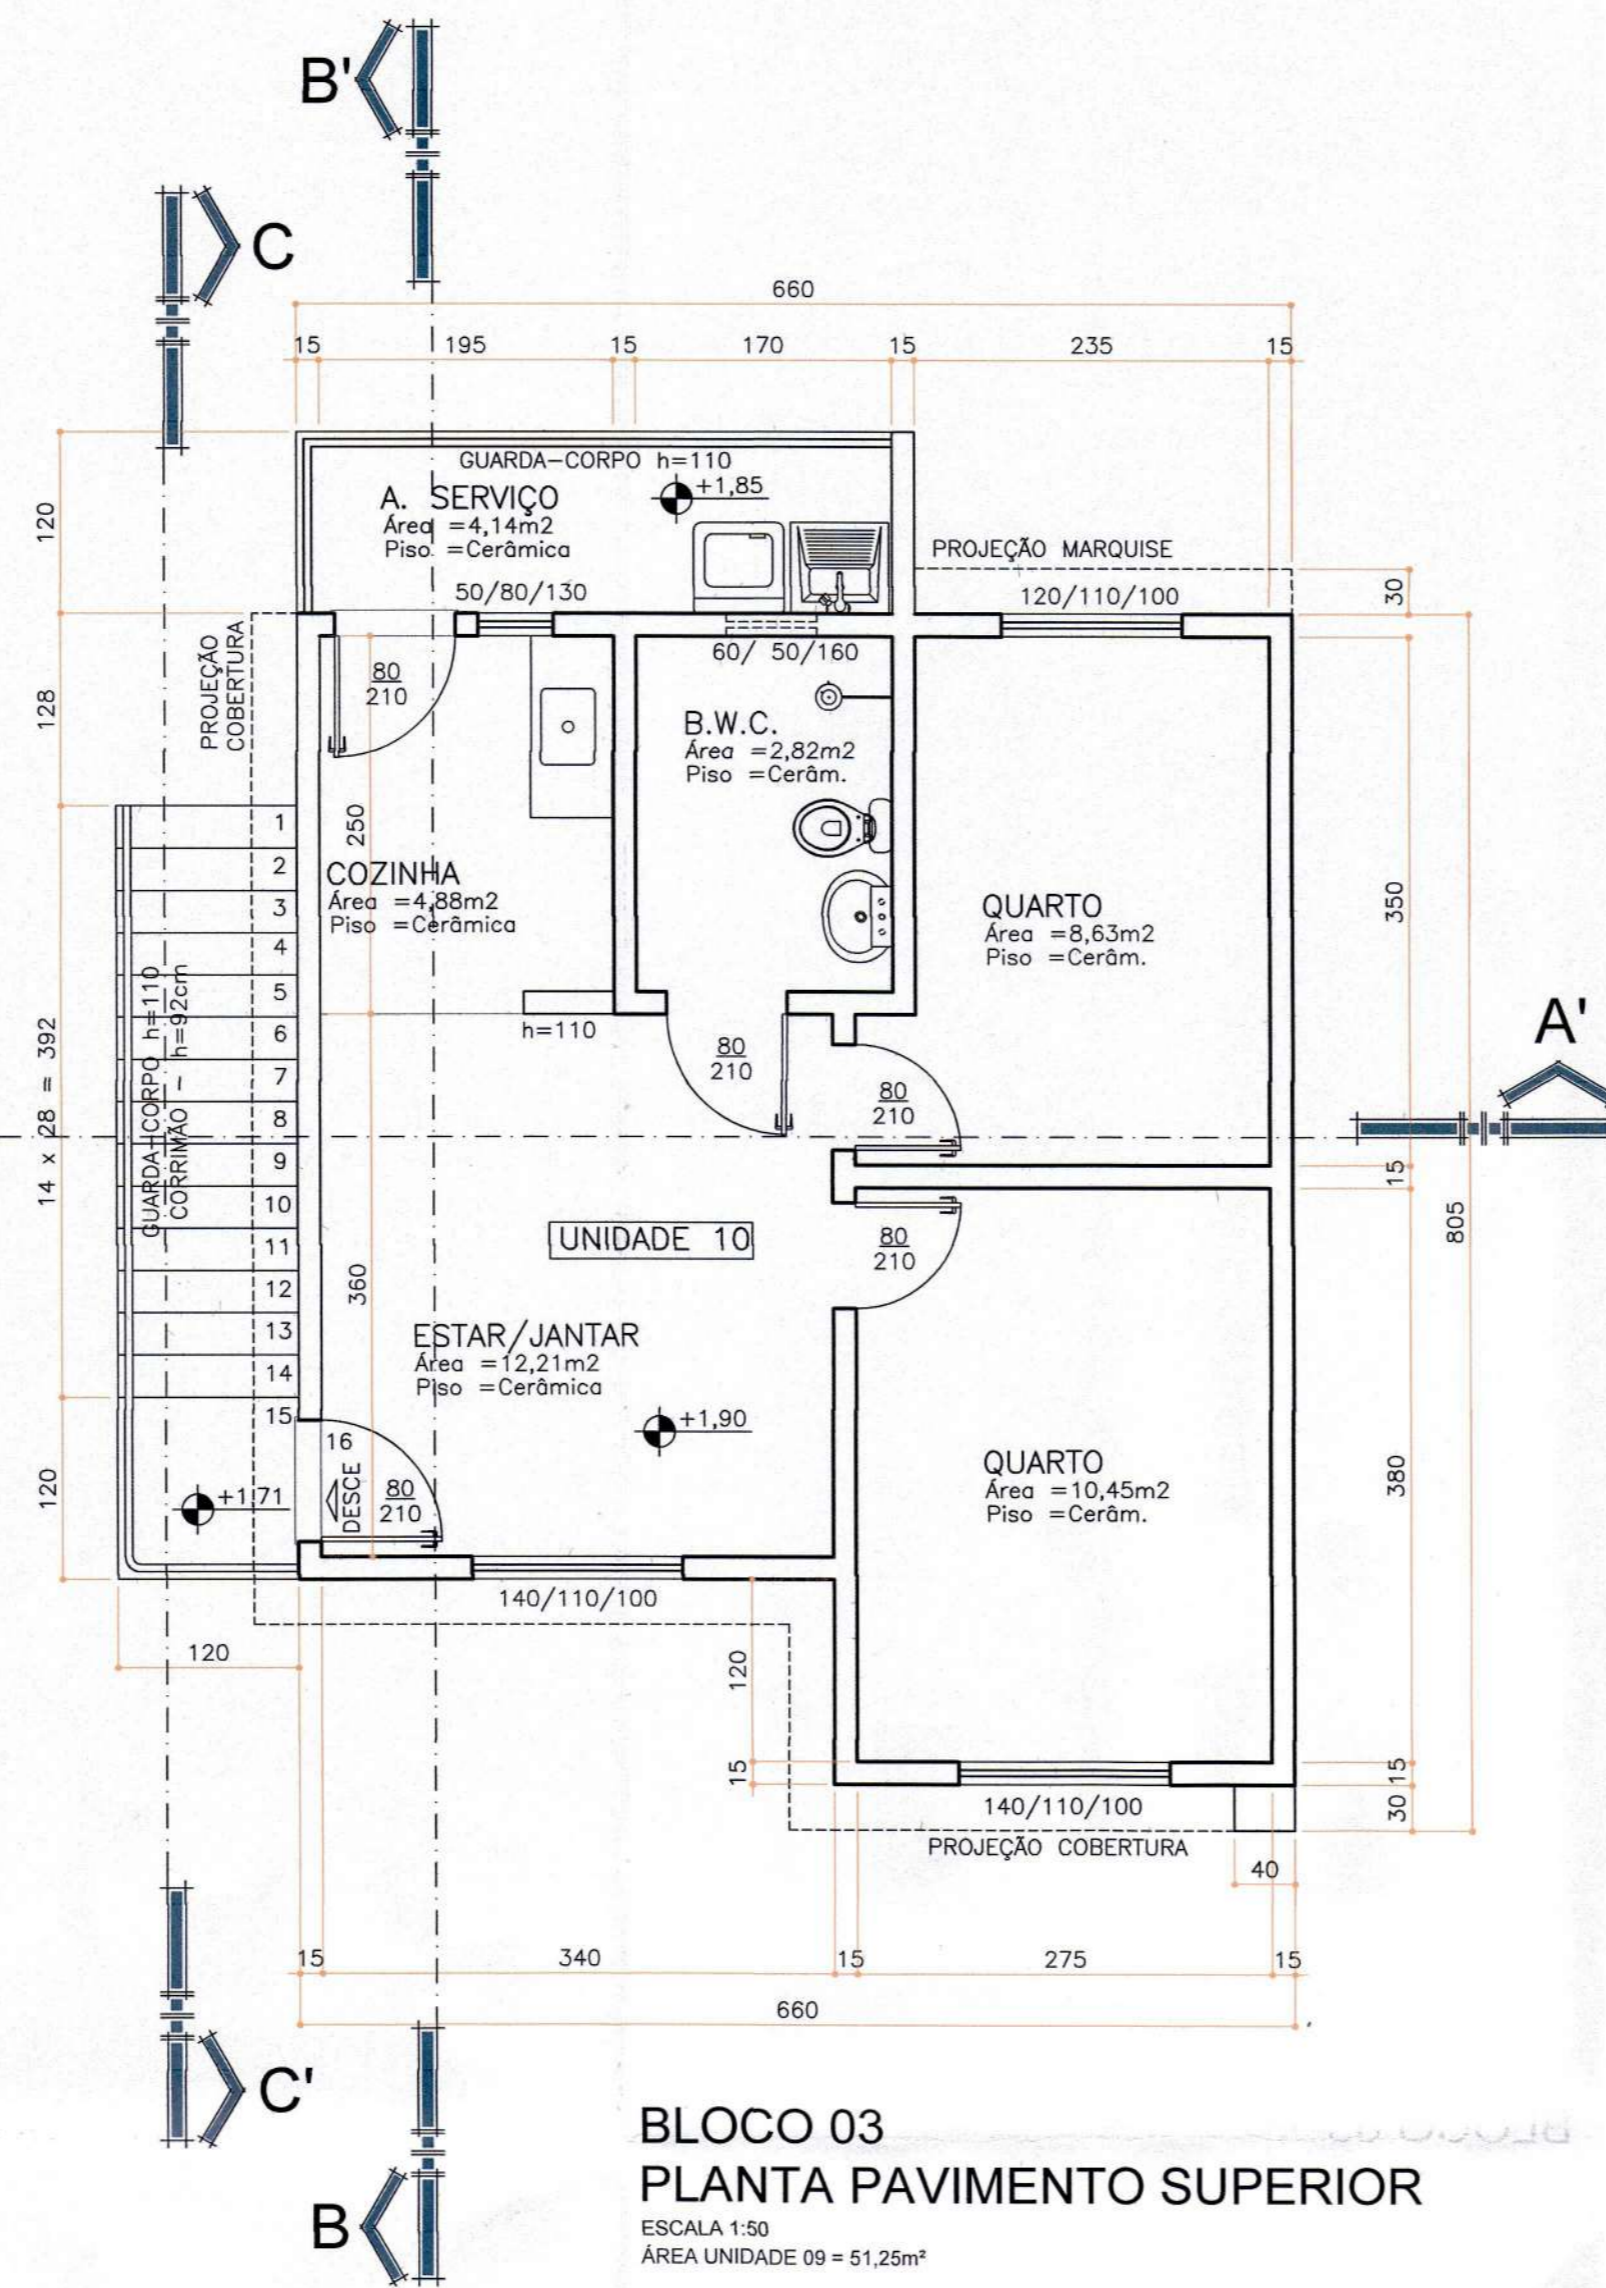 B'
C
660
15 195 15 170 15 235 15
GUARDA-CORPO h=110
A. SERVIÇO
Área =4,14m2
Piso =Cerâmica
+1,85
120
PROJEÇÃO MARQUISE
50/80/130
120/110/100
30
PROJEÇÃO
COBERTURA
60/ 50/160
80
210
128
B.W.C.
Área =2,82m2
Piso =Cerâm.
250
1
2
3
4
5
6
7
8
9
10
11
12
13
14
15
16
COZINHA
Área =4,88m2
Piso =Cerâmica
QUARTO
Área =8,63m2
Piso =Cerâm.
350
GUARDA-CORPO h=110
CORRIMÃO - h=92cm
14 x 28 = 392
h=110
80
210
80
210
A'
15
805
UNIDADE 10
80
210
360
ESTAR/JANTAR
Área =12,21m2
Piso =Cerâmica
+1,90
QUARTO
Área =10,45m2
Piso =Cerâm.
380
120
+1,71
DESCE
80
210
140/110/100
120
120
15
140/110/100
15
30
PROJEÇÃO COBERTURA
40
15 340 15 275 15
660
C'
B
BLOCO 03
PLANTA PAVIMENTO SUPERIOR
ESCALA 1:50
ÁREA UNIDADE 09 = 51,25m²